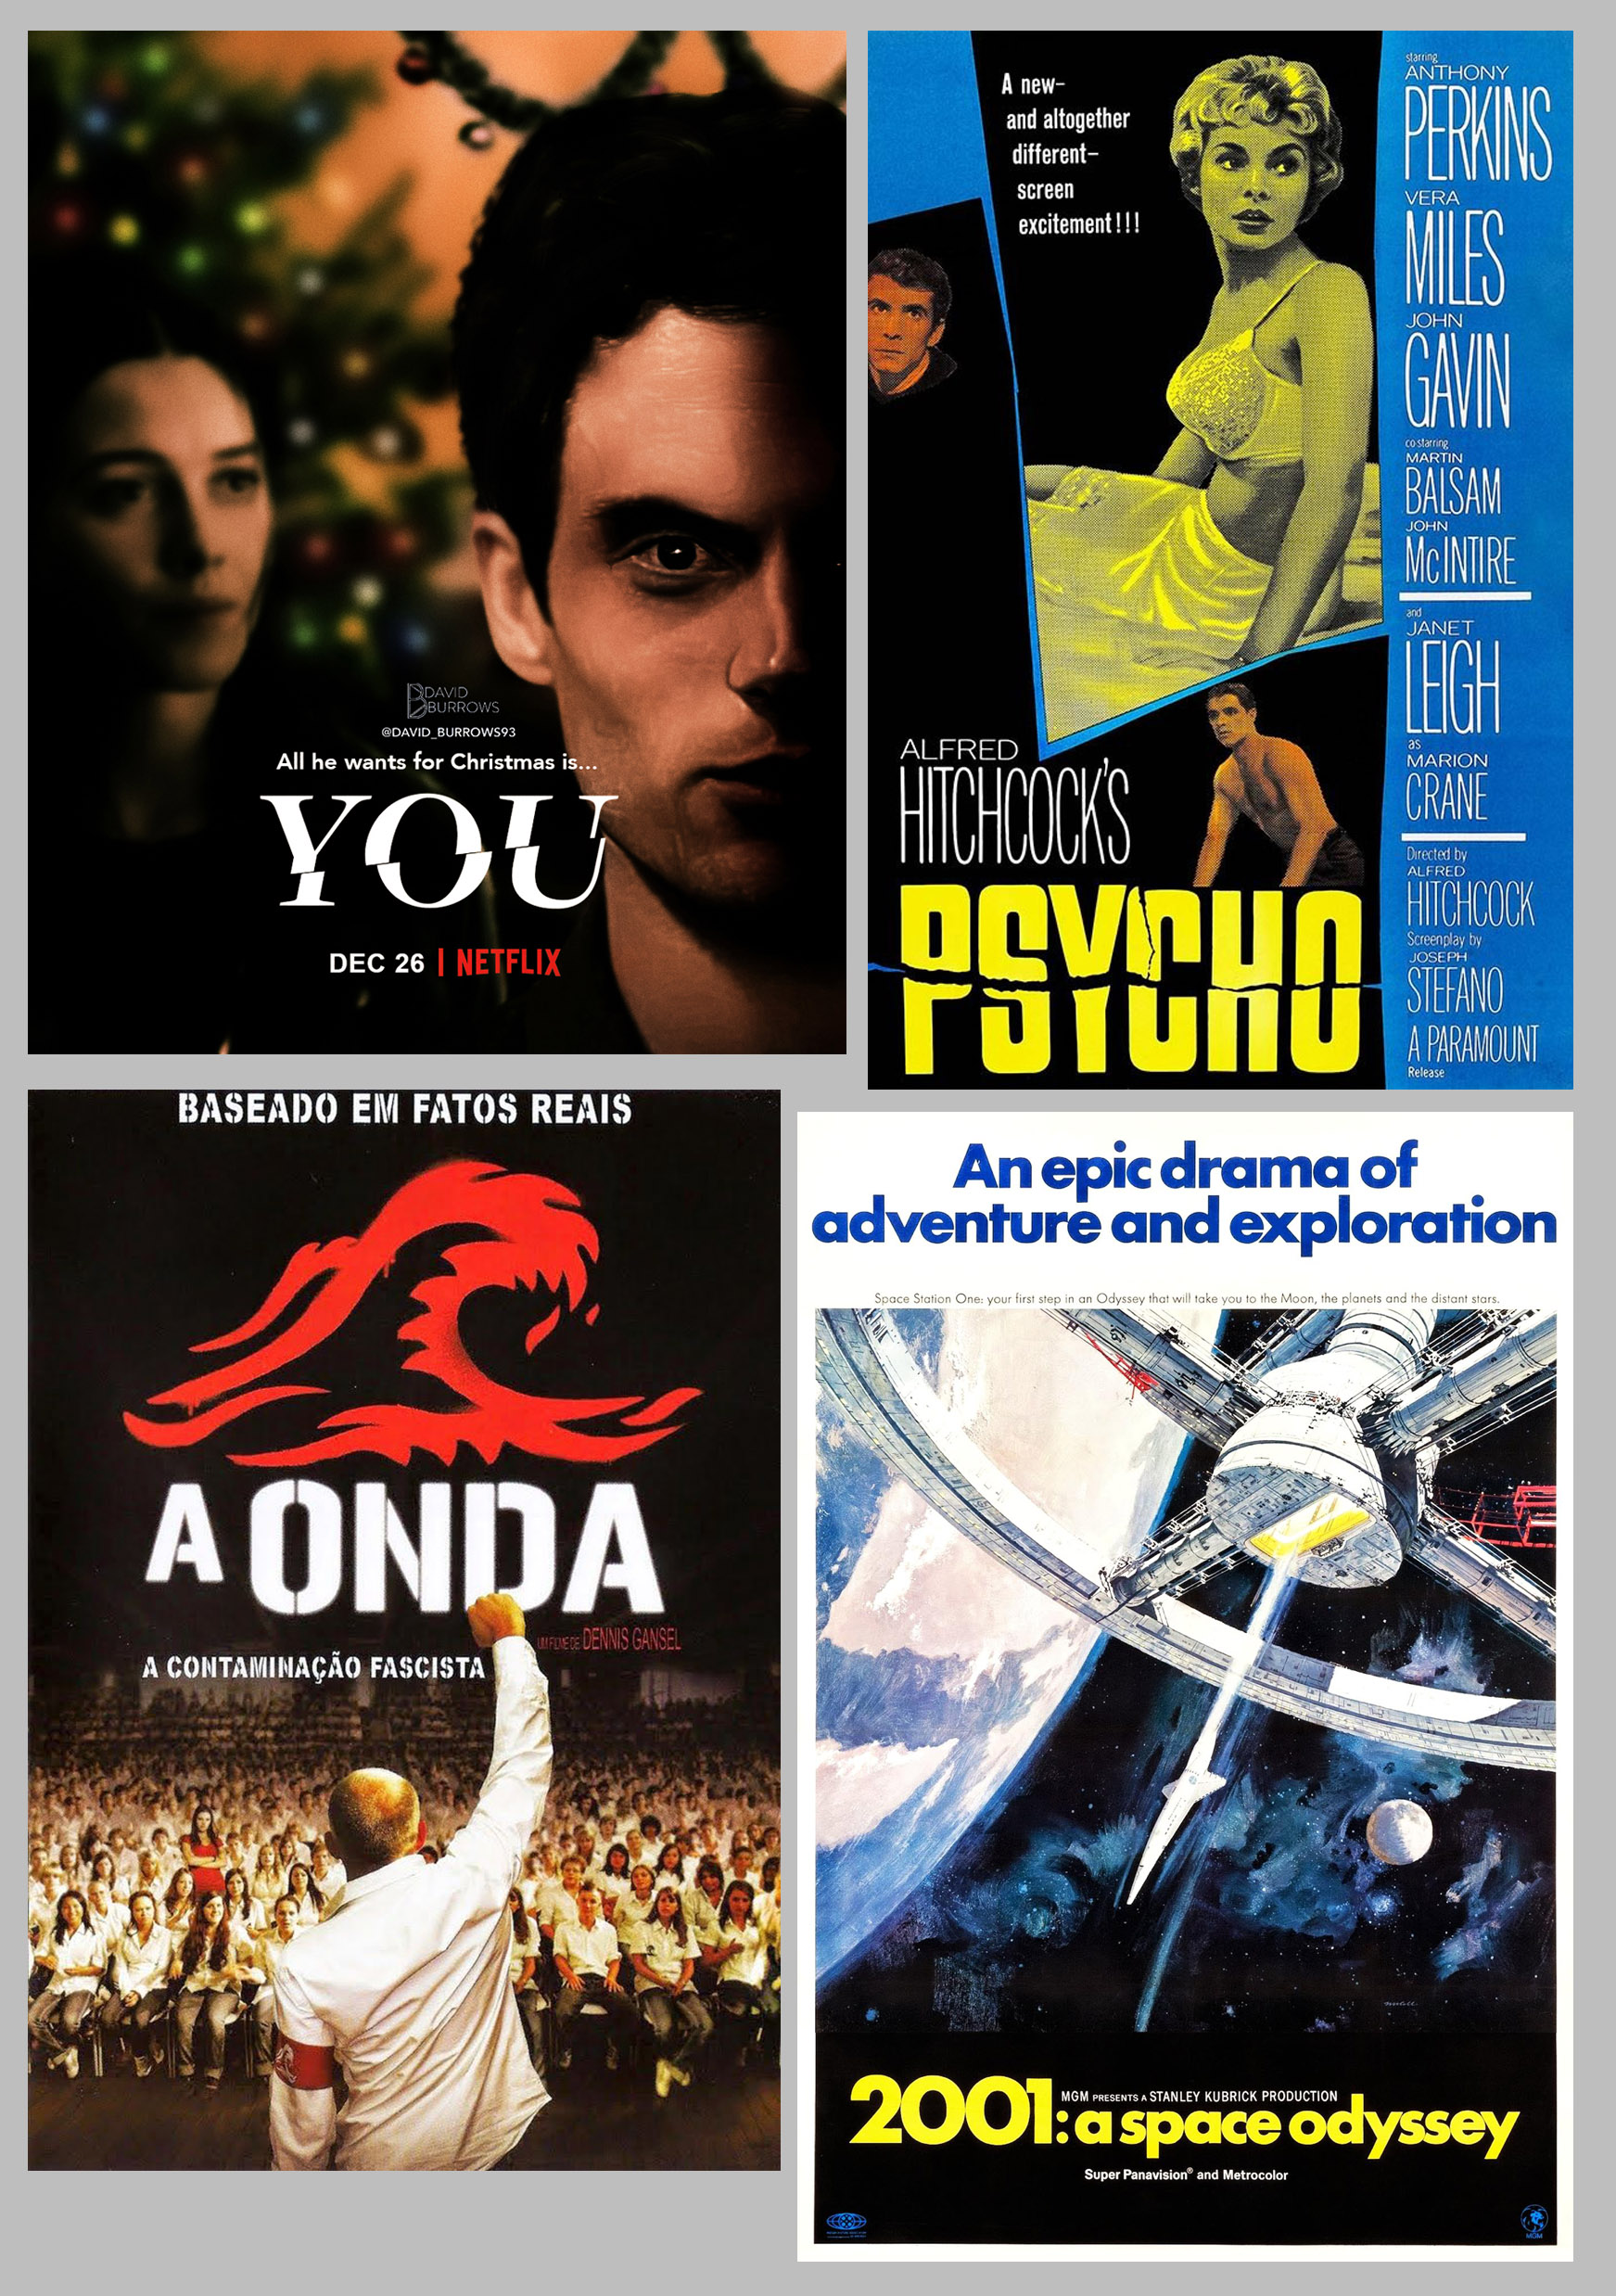 DAVID
BURROWS
@DAVID_BURROWS93
All he wants for Christmas is...
YOU
DEC 26 | NETFLIX
A new–
and altogether
different–
screen
excitement!!!
ALFRED
HITCHCOCK'S
PSYCHO
starring
ANTHONY
PERKINS
VERA
MILES
JOHN
GAVIN
co-starring
MARTIN
BALSAM
JOHN
McINTIRE
and
JANET
LEIGH
as
MARION
CRANE
Directed by
ALFRED
HITCHCOCK
Screenplay by
JOSEPH
STEFANO
A PARAMOUNT
Release
BASEADO EM FATOS REAIS
A ONDA
UM FILME DE DENNIS GANSEL
A CONTAMINAÇÃO FASCISTA
An epic drama of
adventure and exploration
Space Station One: your first step in an Odyssey that will take you to the Moon, the planets and the distant stars.
MGM PRESENTS A STANLEY KUBRICK PRODUCTION
2001: a space odyssey
Super Panavision® and Metrocolor
MGM